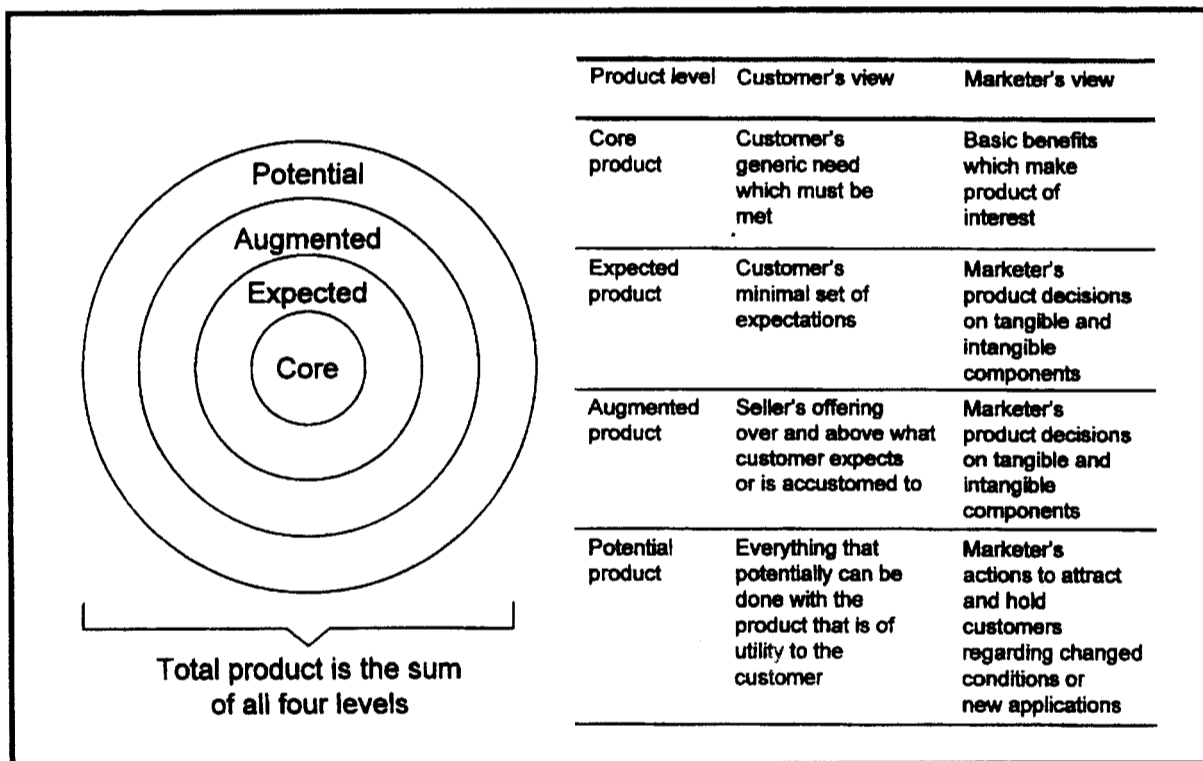 Potential
Augmented
Expected
Core
Total product is the sum
of all four levels
Product level Customer's view Marketer's view
Core product
Customer's generic need which must be met
Basic benefits which make product of interest
Expected product
Customer's minimal set of expectations
Marketer's product decisions on tangible and intangible components
Augmented product
Seller's offering over and above what customer expects or is accustomed to
Marketer's product decisions on tangible and intangible components
Potential product
Everything that potentially can be done with the product that is of utility to the customer
Marketer's actions to attract and hold customers regarding changed conditions or new applications